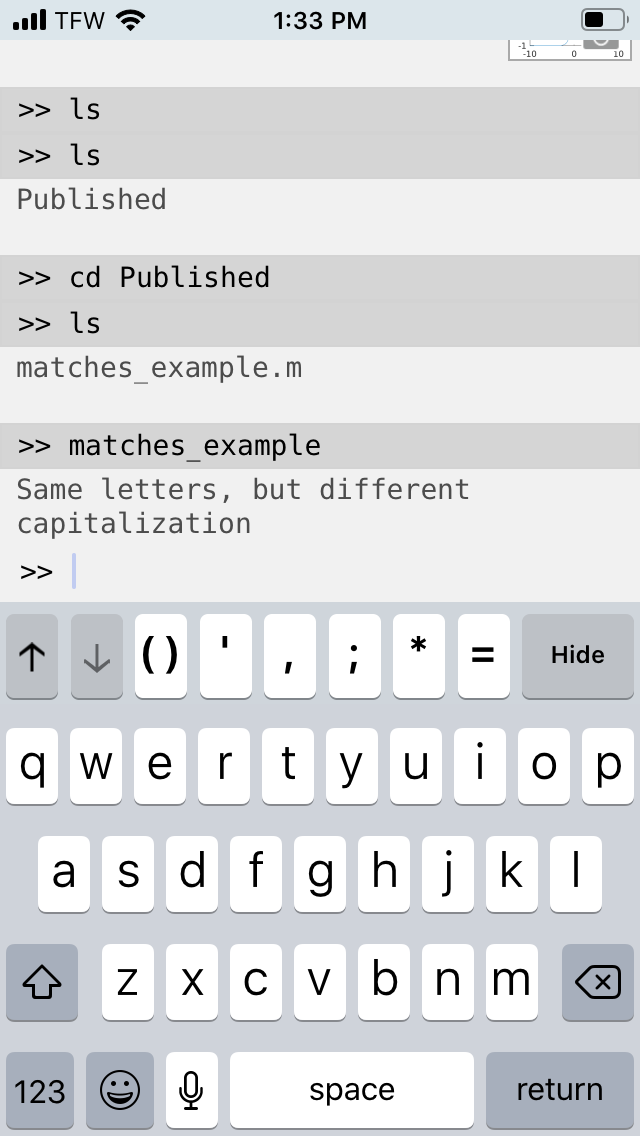 TFW 1:33 PM
-1
-10 0 10
>> ls
>> ls
Published
>> cd Published
>> ls
matches_example.m
>> matches_example
Same letters, but different
capitalization
>>
↑ ↓ () ' , ; * = Hide
q w e r t y u i o p
a s d f g h j k l
z x c v b n m
123 space return